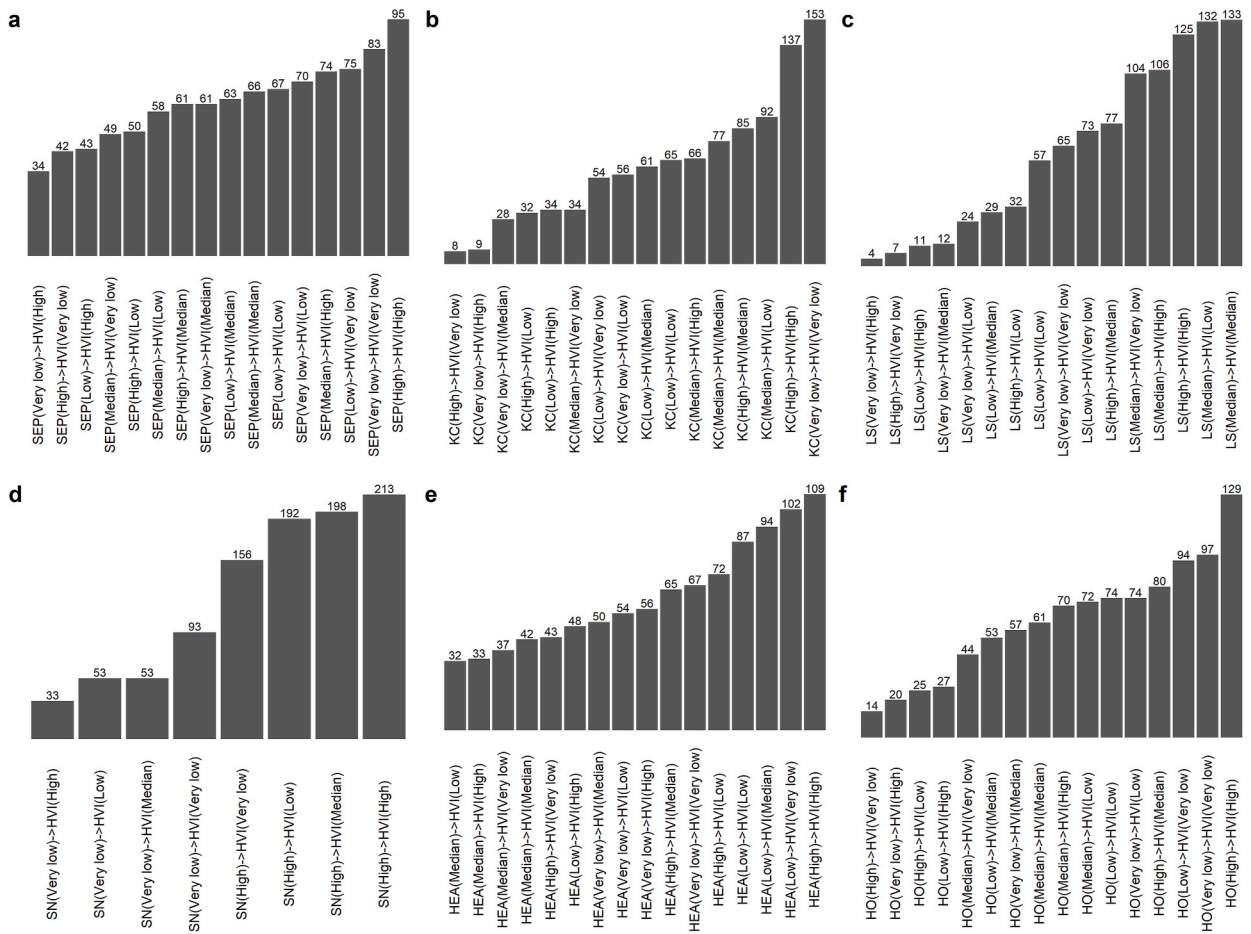 a
34
42
43
49
50
58
61
61
63
66
67
70
74
75
83
95
SEP(Very low)->HVI(High)
SEP(High)->HVI(Very low)
SEP(Low)->HVI(High)
SEP(Median)->HVI(Very low)
SEP(High)->HVI(Low)
SEP(Median)->HVI(Low)
SEP(High)->HVI(Median)
SEP(Very low)->HVI(Median)
SEP(Low)->HVI(Median)
SEP(Median)->HVI(Median)
SEP(Low)->HVI(Low)
SEP(Very low)->HVI(Low)
SEP(Median)->HVI(High)
SEP(Low)->HVI(Very low)
SEP(Very low)->HVI(Very low)
SEP(High)->HVI(High)
b
8
9
28
32
34
34
54
56
61
65
66
77
85
92
137
153
KC(High)->HVI(Very low)
KC(Very low)->HVI(High)
KC(Very low)->HVI(Median)
KC(High)->HVI(Low)
KC(Low)->HVI(High)
KC(Median)->HVI(Very low)
KC(Low)->HVI(Very low)
KC(Very low)->HVI(Low)
KC(Low)->HVI(Median)
KC(Low)->HVI(Low)
KC(Median)->HVI(High)
KC(Median)->HVI(Median)
KC(High)->HVI(Median)
KC(Median)->HVI(Low)
KC(High)->HVI(High)
KC(Very low)->HVI(Very low)
c
4
7
11
12
24
29
32
57
65
73
77
104
106
125
132
133
LS(Very low)->HVI(High)
LS(High)->HVI(Very low)
LS(Low)->HVI(High)
LS(Very low)->HVI(Median)
LS(Very low)->HVI(Low)
LS(Low)->HVI(Median)
LS(High)->HVI(Low)
LS(Low)->HVI(Low)
LS(Very low)->HVI(Very low)
LS(Low)->HVI(Very low)
LS(High)->HVI(Median)
LS(Median)->HVI(Very low)
LS(Median)->HVI(High)
LS(High)->HVI(High)
LS(Median)->HVI(Low)
LS(Median)->HVI(Median)
d
33
53
53
93
156
192
198
213
SN(Very low)->HVI(High)
SN(Very low)->HVI(Low)
SN(Very low)->HVI(Median)
SN(Very low)->HVI(Very low)
SN(High)->HVI(Very low)
SN(High)->HVI(Low)
SN(High)->HVI(Median)
SN(High)->HVI(High)
e
32
33
37
42
43
48
50
54
56
65
67
72
87
94
102
109
HEA(Median)->HVI(Low)
HEA(Median)->HVI(High)
HEA(Median)->HVI(Very low)
HEA(Median)->HVI(Median)
HEA(High)->HVI(Very low)
HEA(Low)->HVI(High)
HEA(Very low)->HVI(Median)
HEA(Very low)->HVI(Low)
HEA(Very low)->HVI(High)
HEA(High)->HVI(Median)
HEA(Very low)->HVI(Very low)
HEA(High)->HVI(Low)
HEA(Low)->HVI(Low)
HEA(Low)->HVI(Median)
HEA(Low)->HVI(Very low)
HEA(High)->HVI(High)
f
14
20
25
27
44
53
57
61
70
72
74
74
80
94
97
129
HO(High)->HVI(Very low)
HO(Very low)->HVI(High)
HO(High)->HVI(Low)
HO(Low)->HVI(High)
HO(Median)->HVI(Very low)
HO(Low)->HVI(Median)
HO(Very low)->HVI(Median)
HO(Median)->HVI(Median)
HO(Median)->HVI(High)
HO(Median)->HVI(Low)
HO(Low)->HVI(Low)
HO(Very low)->HVI(Low)
HO(High)->HVI(Median)
HO(Low)->HVI(Very low)
HO(Very low)->HVI(Very low)
HO(High)->HVI(High)